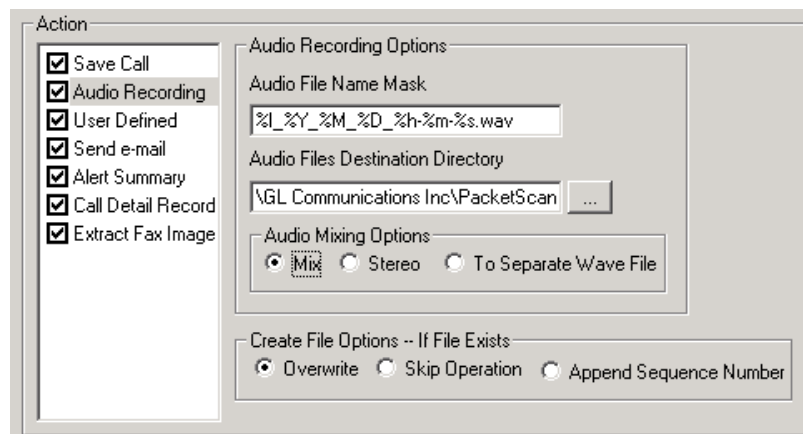 Action
Save Call
Audio Recording
User Defined
Send e-mail
Alert Summary
Call Detail Record
Extract Fax Image
Audio Recording Options
Audio File Name Mask
%I_%Y_%M_%D_%h-%m-%s.wav
Audio Files Destination Directory
\GL Communications Inc\PacketScan
...
Audio Mixing Options
Mix Stereo To Separate Wave File
Create File Options -- If File Exists
Overwrite Skip Operation Append Sequence Number